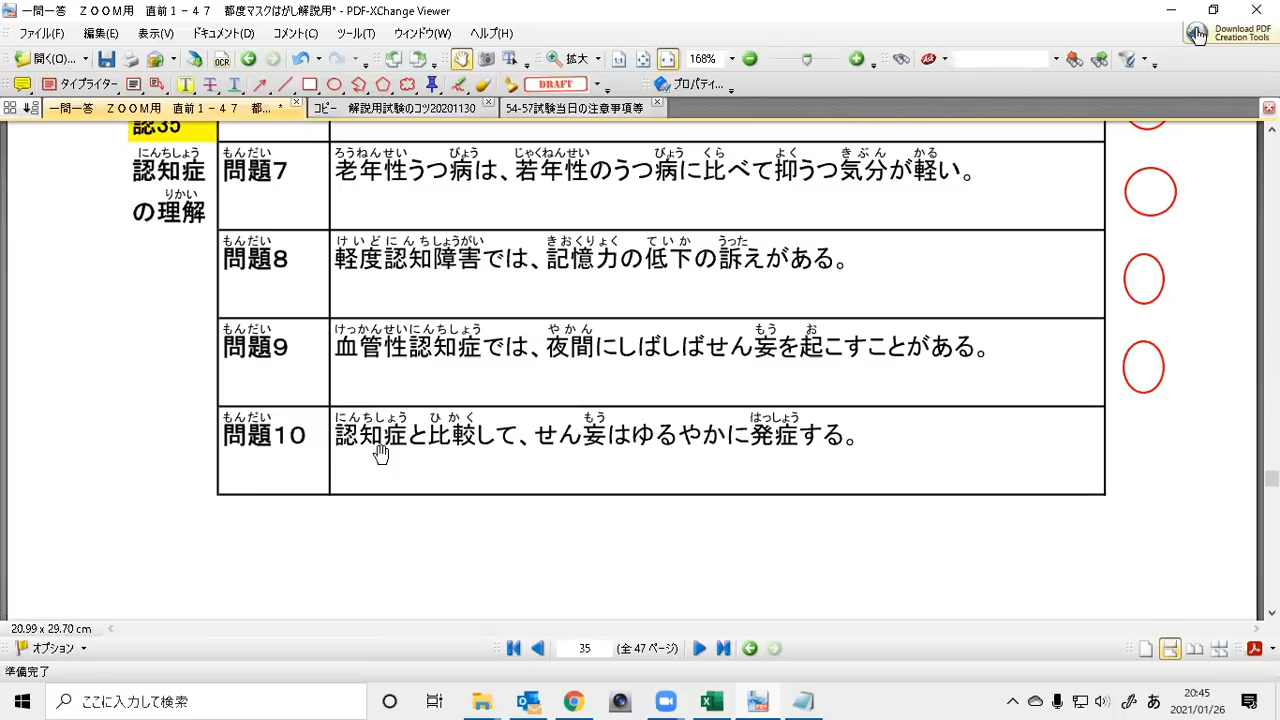 一問一答 ＺＯＯＭ用 直前１－４７ 都度マスクはがし解説用* - PDF-XChange Viewer
ファイル(F) 編集(E) 表示(V) ドキュメント(D) コメント(C) ツール(T) ウィンドウ(W) ヘルプ(H)
Download PDF
Creation Tools
開く(O)... OCR 拡大 168%
タイプライター DRAFT プロパティ...
一問一答 ＺＯＯＭ用 直前１－４７ 都... * コピー 解説用試験のコツ20201130 54-57試験当日の注意事項等
認35
にんちしょう
認知症
りかい
の理解
もんだい
問題７
ろうねんせい びょう じゃくねんせい びょう くら よく きぶん かる
老年性うつ病は、若年性のうつ病に比べて抑うつ気分が軽い。
もんだい
問題８
けいどにんちしょうがい きおくりょく ていか うった
軽度認知障害では、記憶力の低下の訴えがある。
もんだい
問題９
けっかんせいにんちしょう やかん もう お
血管性認知症では、夜間にしばしばせん妄を起こすことがある。
もんだい
問題１０
にんちしょう ひかく もう はっしょう
認知症と比較して、せん妄はゆるやかに発症する。
20.99 x 29.70 cm
オプション 35 (全 47 ページ)
準備完了
ここに入力して検索
あ 20:45
2021/01/26